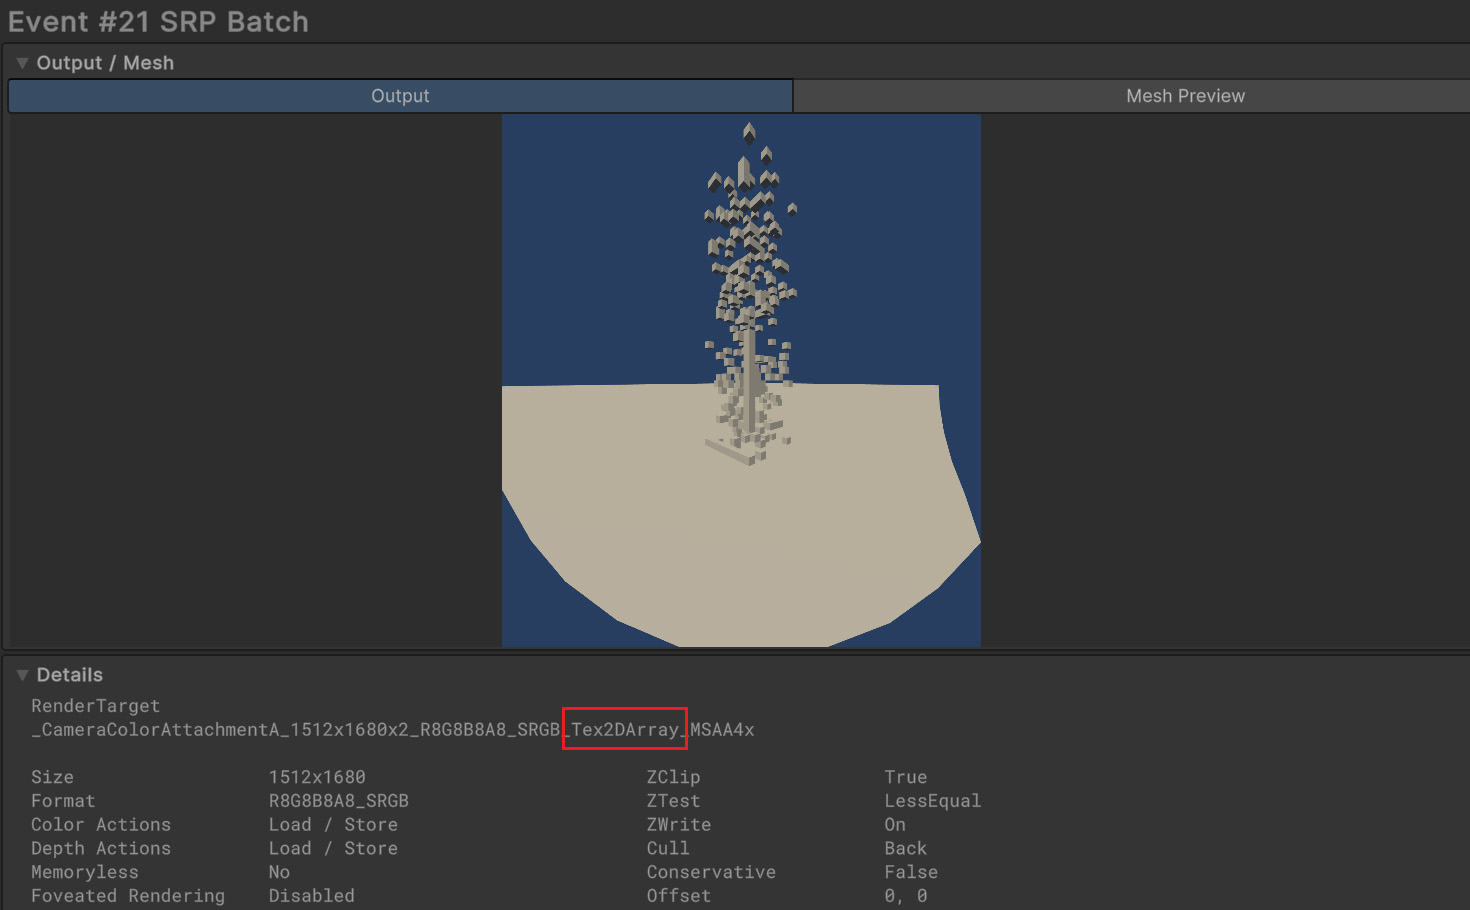 Event #21 SRP Batch
Output / Mesh
Output Mesh Preview
Details
RenderTarget
_CameraColorAttachmentA_1512x1680x2_R8G8B8A8_SRGB_Tex2DArray_MSAA4x
Size 1512x1680 ZClip True
Format R8G8B8A8_SRGB ZTest LessEqual
Color Actions Load / Store ZWrite On
Depth Actions Load / Store Cull Back
Memoryless No Conservative False
Foveated Rendering Disabled Offset 0, 0